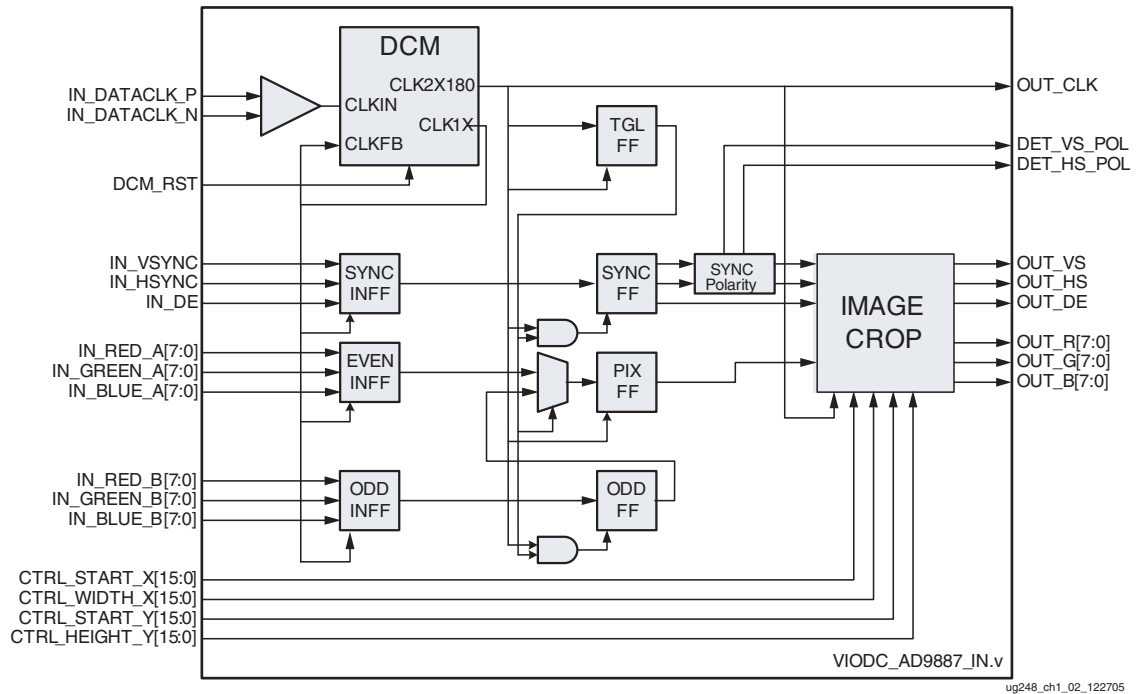 DCM
CLK2X180
CLKIN
CLK1X
CLKFB
IN_DATACLK_P
IN_DATACLK_N
DCM_RST
TGL
FF
OUT_CLK
DET_VS_POL
DET_HS_POL
IN_VSYNC
IN_HSYNC
IN_DE
SYNC
INFF
SYNC
FF
SYNC
Polarity
IMAGE
CROP
OUT_VS
OUT_HS
OUT_DE
OUT_R[7:0]
OUT_G[7:0]
OUT_B[7:0]
IN_RED_A[7:0]
IN_GREEN_A[7:0]
IN_BLUE_A[7:0]
EVEN
INFF
PIX
FF
IN_RED_B[7:0]
IN_GREEN_B[7:0]
IN_BLUE_B[7:0]
ODD
INFF
ODD
FF
CTRL_START_X[15:0]
CTRL_WIDTH_X[15:0]
CTRL_START_Y[15:0]
CTRL_HEIGHT_Y[15:0]
VIODC_AD9887_IN.v
ug248_ch1_02_122705